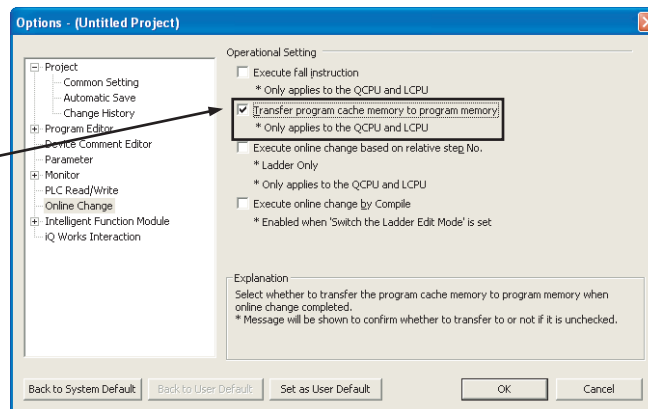 Options - (Untitled Project)
Project
Common Setting
Automatic Save
Change History
Program Editor
Device Comment Editor
Parameter
Monitor
PLC Read/Write
Online Change
Intelligent Function Module
iQ Works Interaction
Operational Setting
Execute fall instruction
* Only applies to the QCPU and LCPU
Transfer program cache memory to program memory
* Only applies to the QCPU and LCPU
Execute online change based on relative step No.
* Ladder Only
* Only applies to the QCPU and LCPU
Execute online change by Compile
* Enabled when 'Switch the Ladder Edit Mode' is set
Explanation
Select whether to transfer the program cache memory to program memory when
online change completed.
* Message will be shown to confirm whether to transfer to or not if it is unchecked.
Back to System Default
Back to User Default
Set as User Default
OK
Cancel